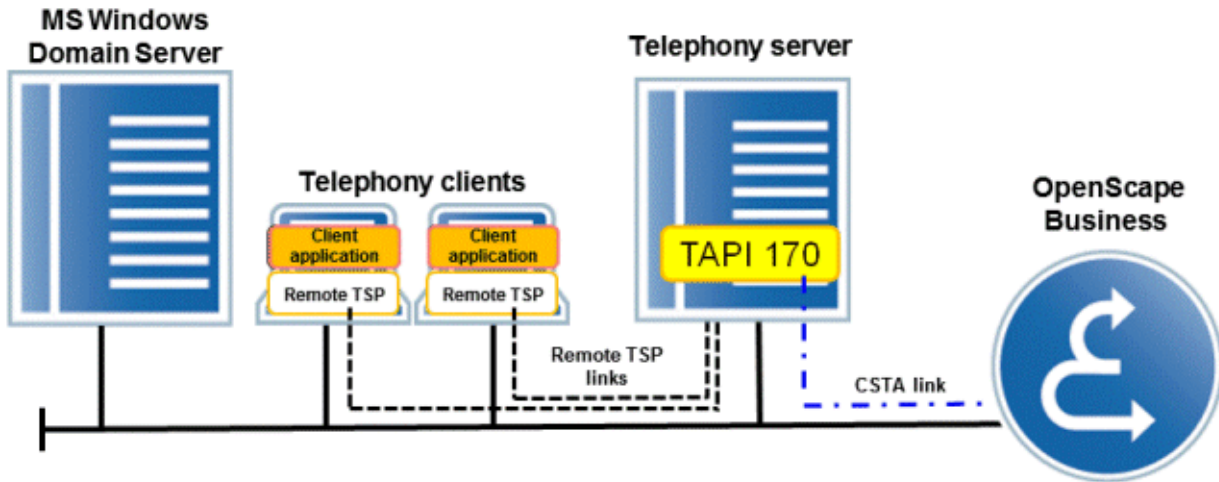 MS Windows
Domain Server
Telephony server
Telephony clients
OpenScape
Business
Client
application
Client
application
TAPI 170
Remote TSP
Remote TSP
Remote TSP
links
CSTA link